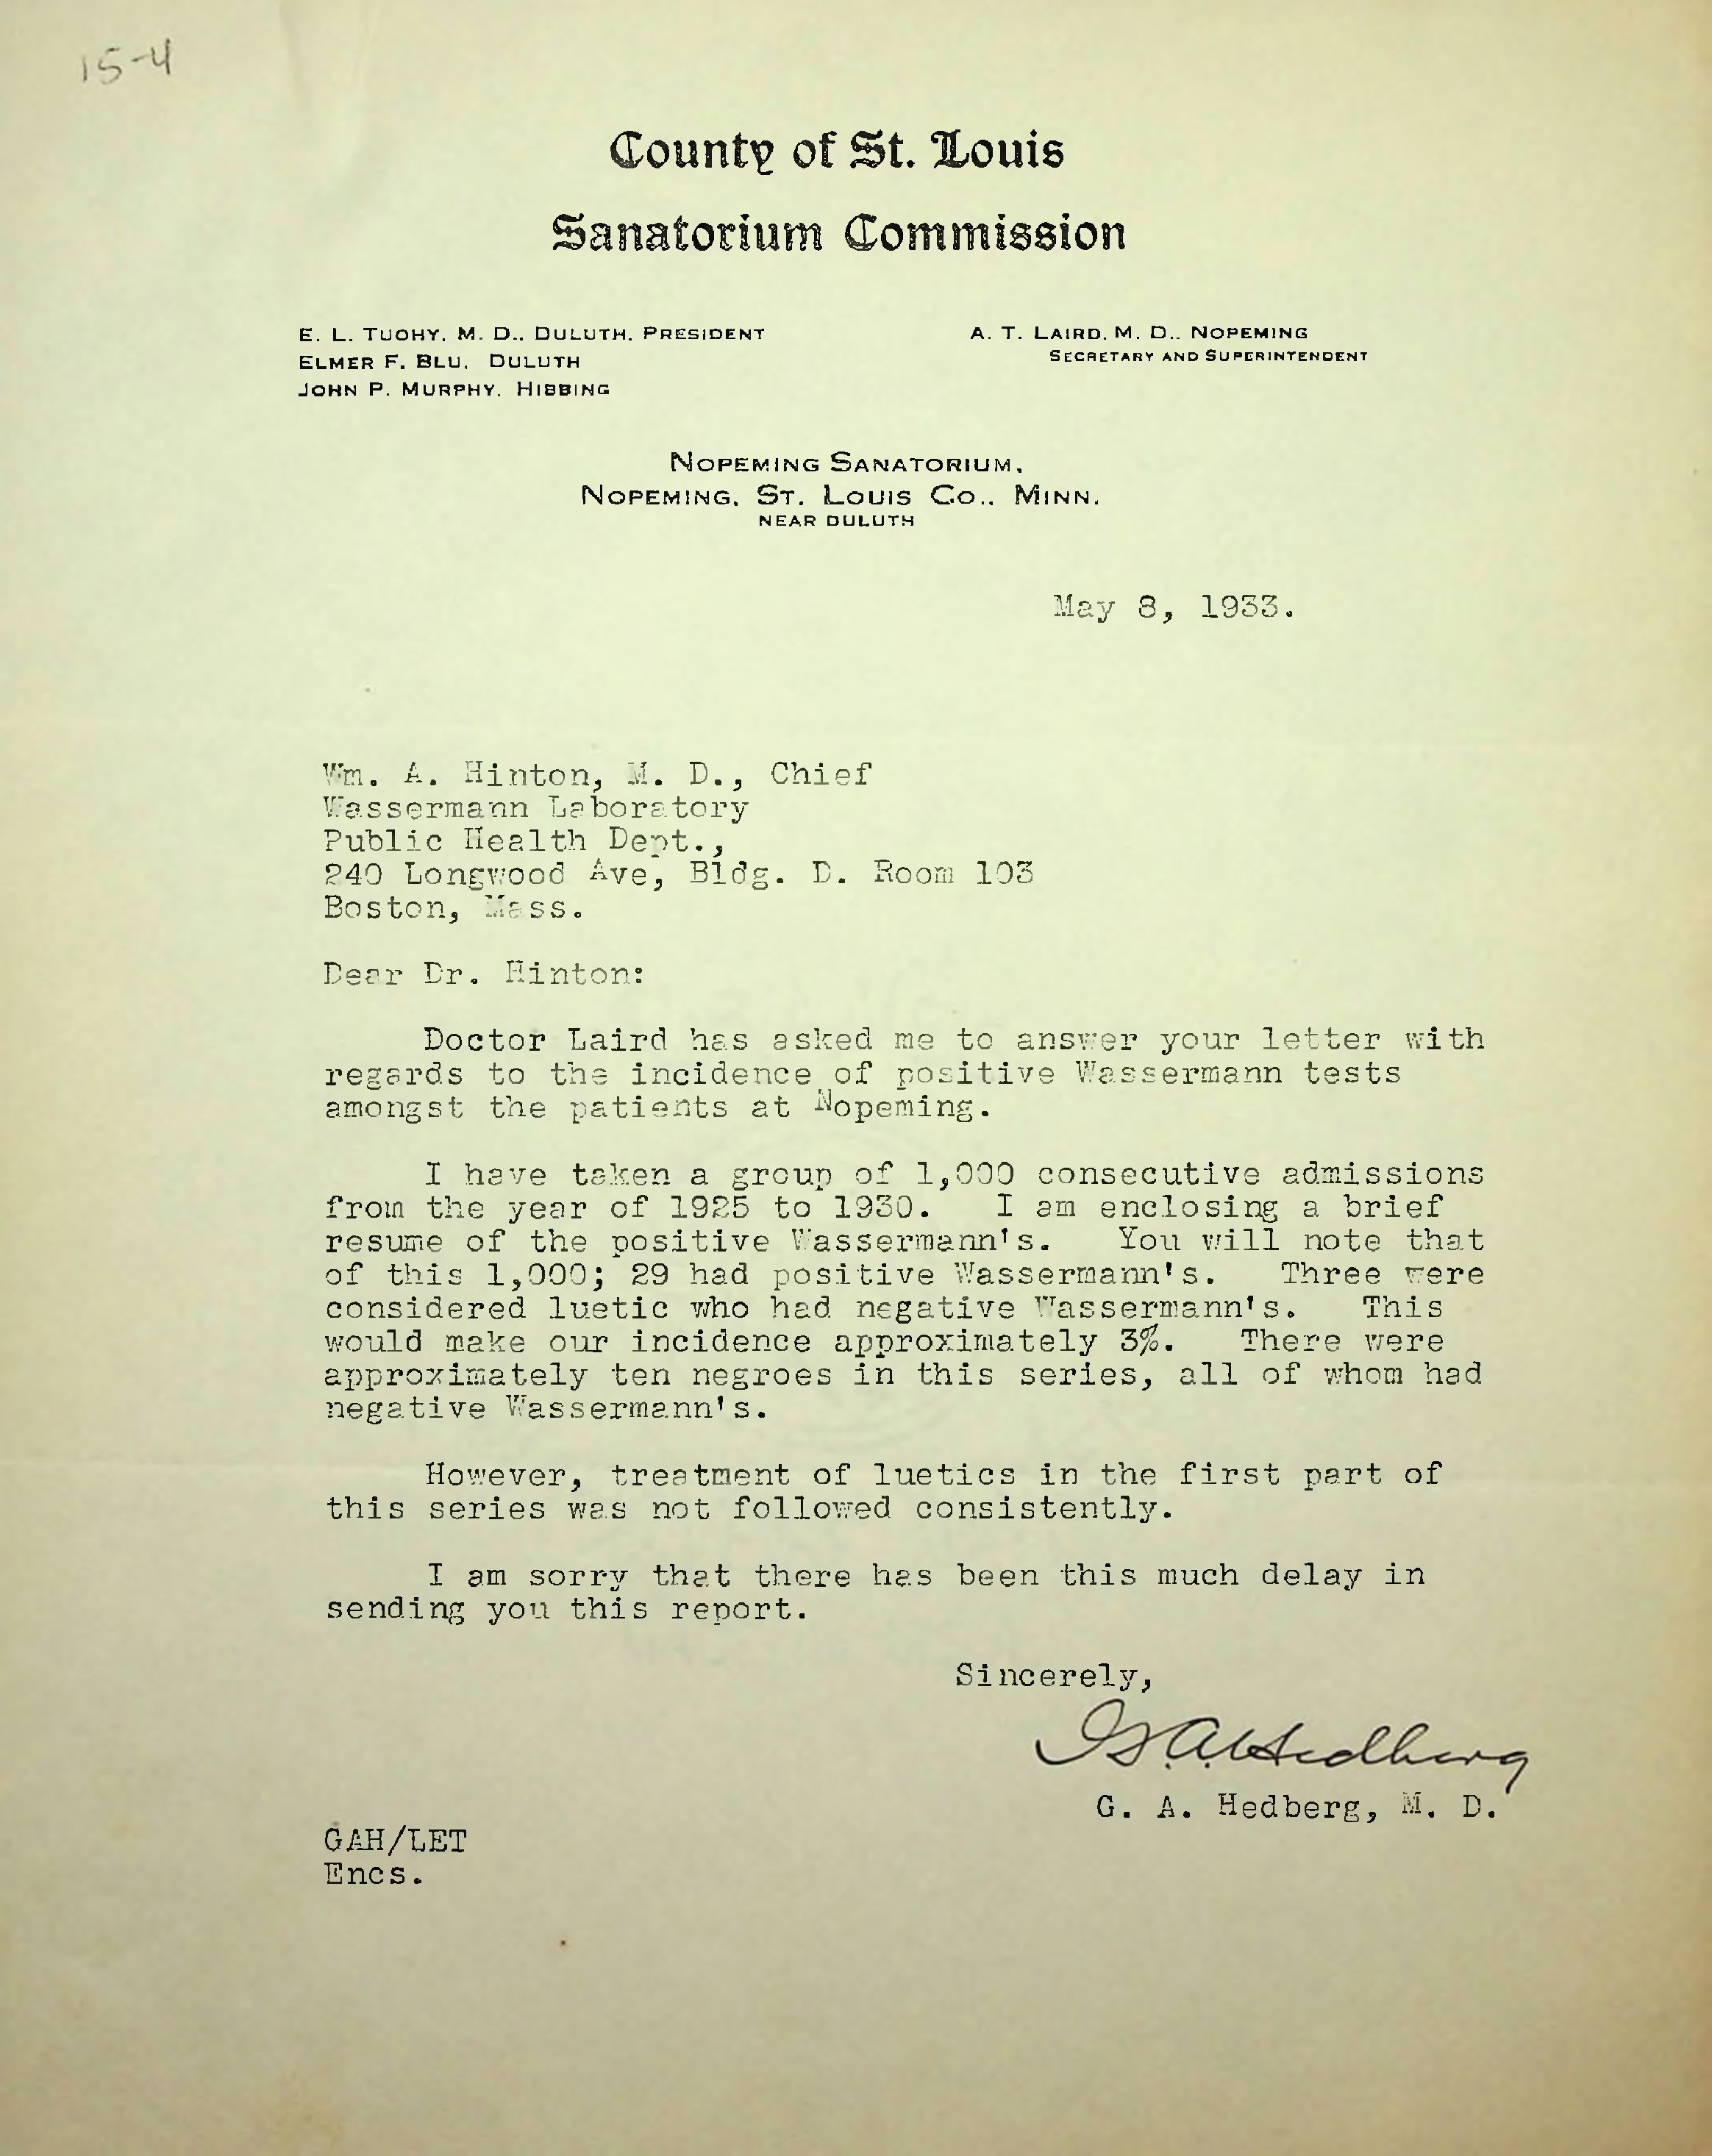 15-4
County of St. Louis
Sanatorium Commission
E. L. TUOHY, M. D., DULUTH, PRESIDENT
ELMER F. BLU, DULUTH
JOHN P. MURPHY, HIBBING
A. T. LAIRD, M. D., NOPEMING
SECRETARY AND SUPERINTENDENT
NOPEMING SANATORIUM,
NOPEMING, ST. LOUIS CO., MINN.
NEAR DULUTH
May 8, 1933.
Wm. A. Hinton, M. D., Chief
Wassermann Laboratory
Public Health Dept.,
240 Longwood Ave, Bldg. D. Room 103
Boston, Mass.
Dear Dr. Hinton:
Doctor Laird has asked me to answer your letter with
regards to the incidence of positive Wassermann tests
amongst the patients at Nopeming.
I have taken a group of 1,000 consecutive admissions
from the year of 1925 to 1930. I am enclosing a brief
resume of the positive Wassermann's. You will note that
of this 1,000; 29 had positive Wassermann's. Three were
considered luetic who had negative Wassermann's. This
would make our incidence approximately 3%. There were
approximately ten negroes in this series, all of whom had
negative Wassermann's.
However, treatment of luetics in the first part of
this series was not followed consistently.
I am sorry that there has been this much delay in
sending you this report.
Sincerely,
G. A. Hedberg
G. A. Hedberg, M. D.
GAH/LET
Encs.